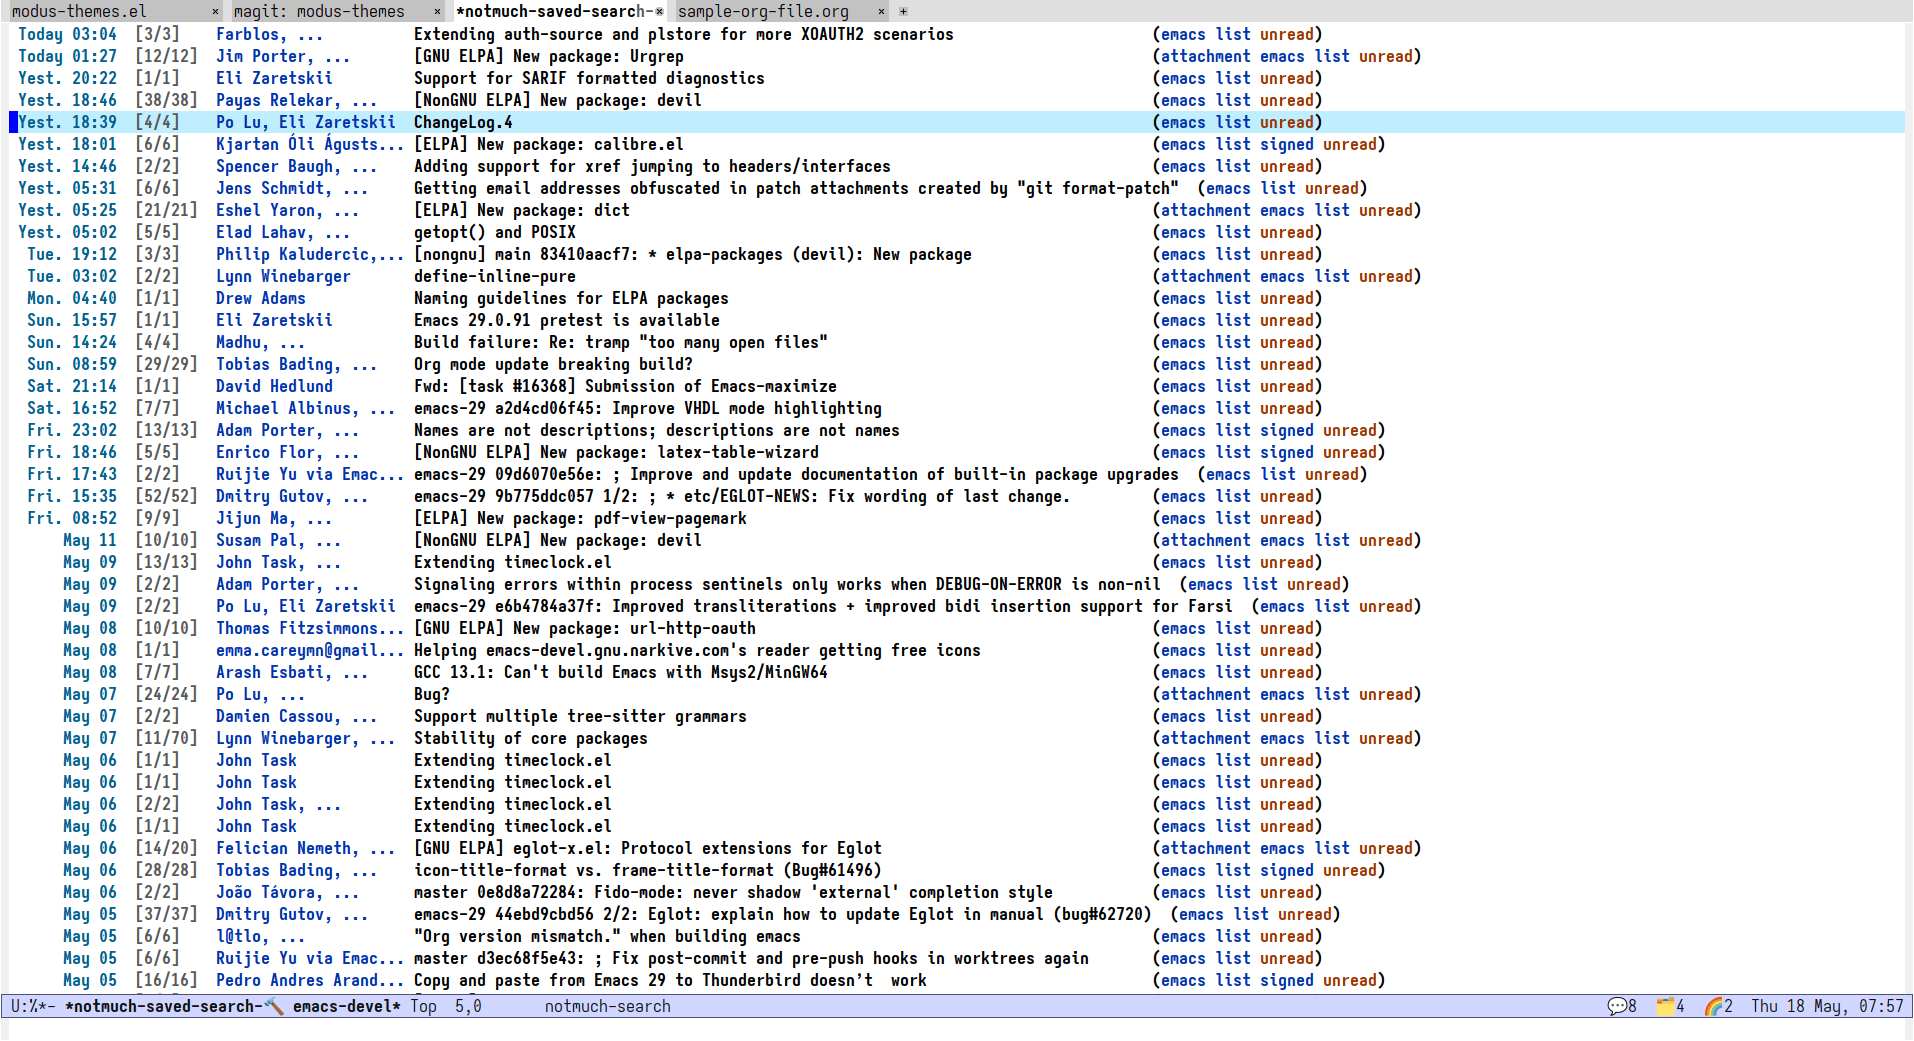 modus-themes.el × magit: modus-themes × *notmuch-saved-search-× sample-org-file.org × +
Today 03:04 [3/3] Farblos, ... Extending auth-source and plstore for more XOAUTH2 scenarios (emacs list unread)
Today 01:27 [12/12] Jim Porter, ... [GNU ELPA] New package: Urgrep (attachment emacs list unread)
Yest. 20:22 [1/1] Eli Zaretskii Support for SARIF formatted diagnostics (emacs list unread)
Yest. 18:46 [38/38] Payas Relekar, ... [NonGNU ELPA] New package: devil (emacs list unread)
Yest. 18:39 [4/4] Po Lu, Eli Zaretskii ChangeLog.4 (emacs list unread)
Yest. 18:01 [6/6] Kjartan Óli Águsts... [ELPA] New package: calibre.el (emacs list signed unread)
Yest. 14:46 [2/2] Spencer Baugh, ... Adding support for xref jumping to headers/interfaces (emacs list unread)
Yest. 05:31 [6/6] Jens Schmidt, ... Getting email addresses obfuscated in patch attachments created by "git format-patch" (emacs list unread)
Yest. 05:25 [21/21] Eshel Yaron, ... [ELPA] New package: dict (attachment emacs list unread)
Yest. 05:02 [5/5] Elad Lahav, ... getopt() and POSIX (emacs list unread)
Tue. 19:12 [3/3] Philip Kaludercic,... [nongnu] main 83410aacf7: * elpa-packages (devil): New package (emacs list unread)
Tue. 03:02 [2/2] Lynn Winebarger define-inline-pure (attachment emacs list unread)
Mon. 04:40 [1/1] Drew Adams Naming guidelines for ELPA packages (emacs list unread)
Sun. 15:57 [1/1] Eli Zaretskii Emacs 29.0.91 pretest is available (emacs list unread)
Sun. 14:24 [4/4] Madhu, ... Build failure: Re: tramp "too many open files" (emacs list unread)
Sun. 08:59 [29/29] Tobias Bading, ... Org mode update breaking build? (emacs list unread)
Sat. 21:14 [1/1] David Hedlund Fwd: [task #16368] Submission of Emacs-maximize (emacs list unread)
Sat. 16:52 [7/7] Michael Albinus, ... emacs-29 a2d4cd06f45: Improve VHDL mode highlighting (emacs list unread)
Fri. 23:02 [13/13] Adam Porter, ... Names are not descriptions; descriptions are not names (emacs list signed unread)
Fri. 18:46 [5/5] Enrico Flor, ... [NonGNU ELPA] New package: latex-table-wizard (emacs list signed unread)
Fri. 17:43 [2/2] Ruijie Yu via Emac... emacs-29 09d6070e56e: ; Improve and update documentation of built-in package upgrades (emacs list unread)
Fri. 15:35 [52/52] Dmitry Gutov, ... emacs-29 9b775ddc057 1/2: ; * etc/EGLOT-NEWS: Fix wording of last change. (emacs list unread)
Fri. 08:52 [9/9] Jijun Ma, ... [ELPA] New package: pdf-view-pagemark (emacs list unread)
May 11 [10/10] Susam Pal, ... [NonGNU ELPA] New package: devil (attachment emacs list unread)
May 09 [13/13] John Task, ... Extending timeclock.el (emacs list unread)
May 09 [2/2] Adam Porter, ... Signaling errors within process sentinels only works when DEBUG-ON-ERROR is non-nil (emacs list unread)
May 09 [2/2] Po Lu, Eli Zaretskii emacs-29 e6b4784a37f: Improved transliterations + improved bidi insertion support for Farsi (emacs list unread)
May 08 [10/10] Thomas Fitzsimmons... [GNU ELPA] New package: url-http-oauth (emacs list unread)
May 08 [1/1] emma.careymn@gmail... Helping emacs-devel.gnu.narkive.com's reader getting free icons (emacs list unread)
May 08 [7/7] Arash Esbati, ... GCC 13.1: Can't build Emacs with Msys2/MinGW64 (emacs list unread)
May 07 [24/24] Po Lu, ... Bug? (attachment emacs list unread)
May 07 [2/2] Damien Cassou, ... Support multiple tree-sitter grammars (emacs list unread)
May 07 [11/70] Lynn Winebarger, ... Stability of core packages (attachment emacs list unread)
May 06 [1/1] John Task Extending timeclock.el (emacs list unread)
May 06 [1/1] John Task Extending timeclock.el (emacs list unread)
May 06 [2/2] John Task, ... Extending timeclock.el (emacs list unread)
May 06 [1/1] John Task Extending timeclock.el (emacs list unread)
May 06 [14/20] Felician Nemeth, ... [GNU ELPA] eglot-x.el: Protocol extensions for Eglot (attachment emacs list unread)
May 06 [28/28] Tobias Bading, ... icon-title-format vs. frame-title-format (Bug#61496) (emacs list signed unread)
May 06 [2/2] João Távora, ... master 0e8d8a72284: Fido-mode: never shadow 'external' completion style (emacs list unread)
May 05 [37/37] Dmitry Gutov, ... emacs-29 44ebd9cbd56 2/2: Eglot: explain how to update Eglot in manual (bug#62720) (emacs list unread)
May 05 [6/6] l@tlo, ... "Org version mismatch." when building emacs (emacs list unread)
May 05 [6/6] Ruijie Yu via Emac... master d3ec68f5e43: ; Fix post-commit and pre-push hooks in worktrees again (emacs list unread)
May 05 [16/16] Pedro Andres Arand... Copy and paste from Emacs 29 to Thunderbird doesn’t work (emacs list signed unread)
U:%*- *notmuch-saved-search-🔨 emacs-devel* Top 5,0 notmuch-search 💬8 🗂️4 🌈2 Thu 18 May, 07:57